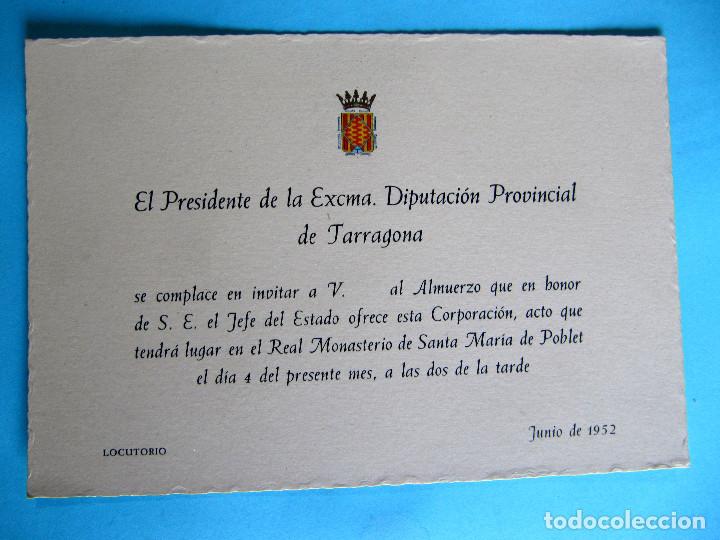 El Presidente de la Excma. Diputación Provincial
de Tarragona
se complace en invitar a V. al Almuerzo que en honor
de S. E. el Jefe del Estado ofrece esta Corporación, acto que
tendrá lugar en el Real Monasterio de Santa María de Poblet
el día 4 del presente mes, a las dos de la tarde
Junio de 1952
LOCUTORIO
todocoleccion.net